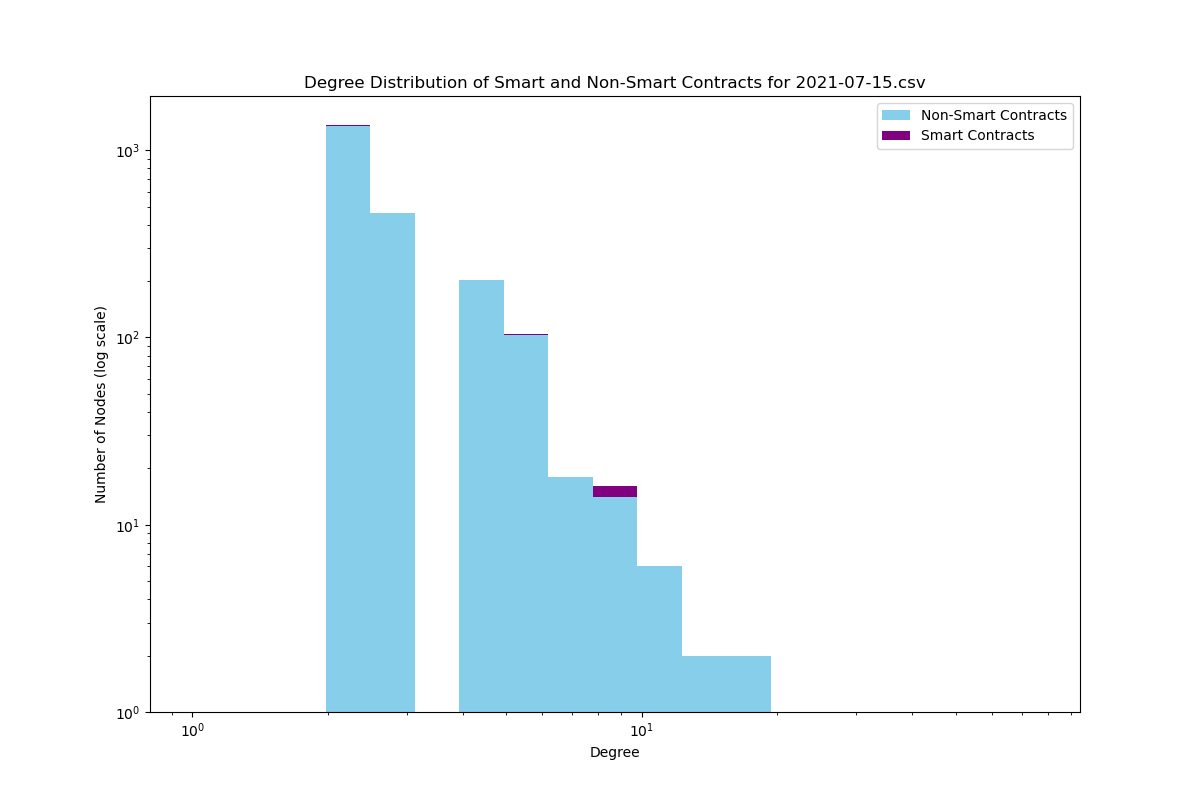 Degree Distribution of Smart and Non-Smart Contracts for 2021-07-15.csv
Non-Smart Contracts
Smart Contracts
Number of Nodes (log scale)
10³
10²
10¹
10⁰
10⁰ 10¹
Degree